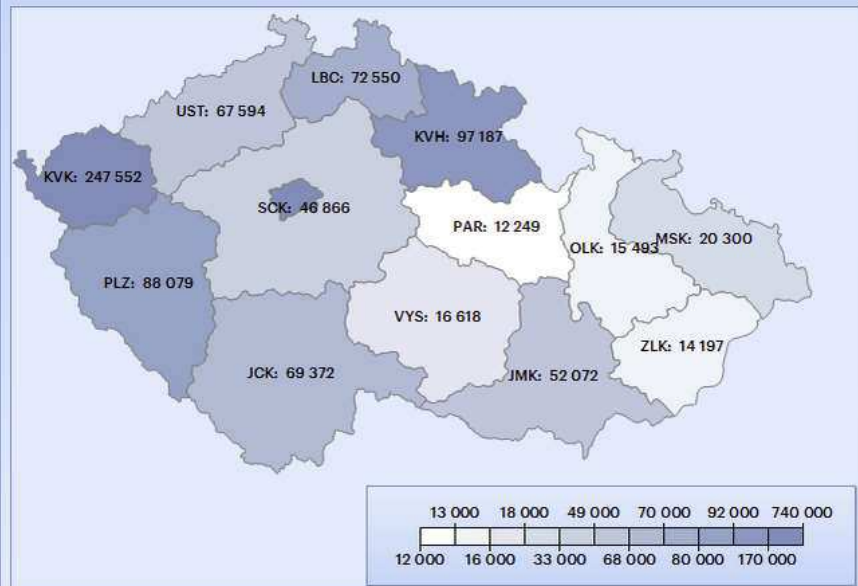 LBC: 72 550
UST: 67 594
KVH: 97 187
KVK: 247 552
SCK: 46 866
PAR: 12 249
OLK: 15 493
MSK: 20 300
PLZ: 88 079
VYS: 16 618
ZLK: 14 197
JCK: 69 372
JMK: 52 072
13 000 18 000 49 000 70 000 92 000 740 000
12 000 16 000 33 000 68 000 80 000 170 000